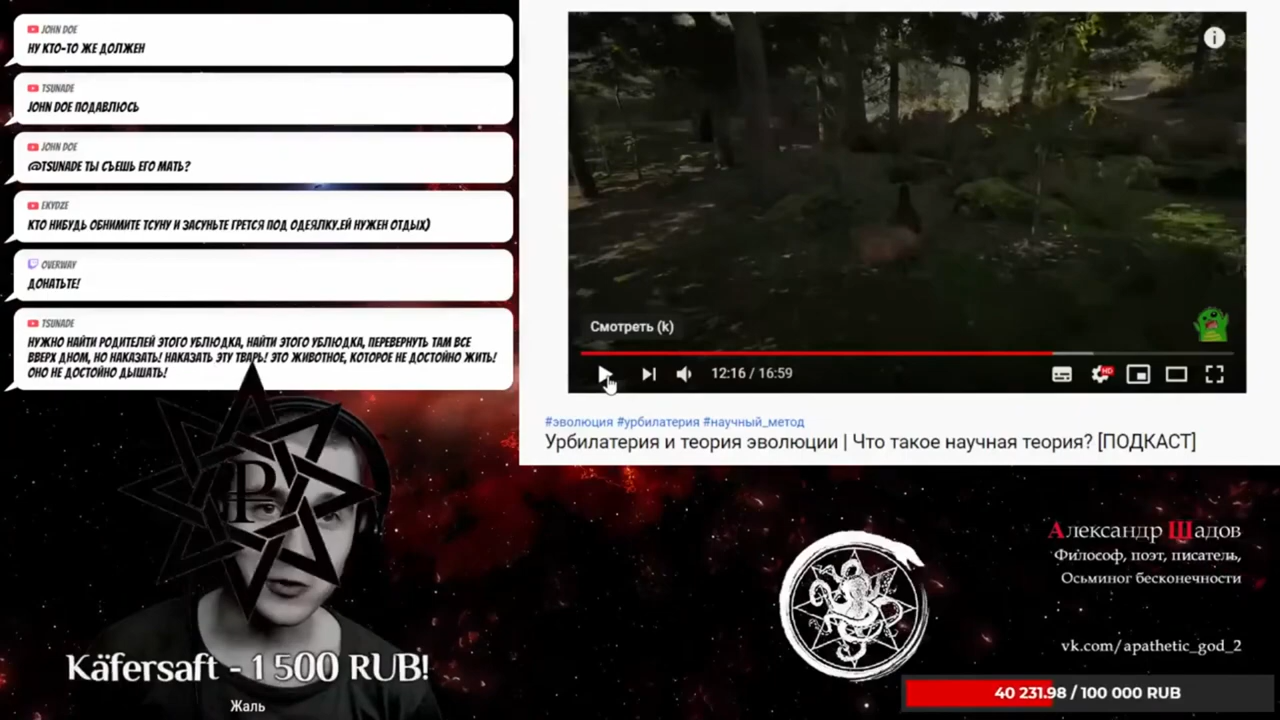 JOHN DOE
НУ КТО-ТО ЖЕ ДОЛЖЕН
TSUNADE
JOHN DOE ПОДАВЛЮСЬ
JOHN DOE
@TSUNADE ТЫ СЪЕШЬ ЕГО МАТЬ?
EKYDZE
КТО НИБУДЬ ОБНИМИТЕ ТСУНУ И ЗАСУНЬТЕ ГРЕТСЯ ПОД ОДЕЯЛКУ.ЕЙ НУЖЕН ОТДЫХ)
OVERWAY
ДОНАТЬТЕ!
TSUNADE
НУЖНО НАЙТИ РОДИТЕЛЕЙ ЭТОГО УБЛЮДКА, НАЙТИ ЭТОГО УБЛЮДКА, ПЕРЕВЕРНУТЬ ТАМ ВСЕ
ВВЕРХ ДНОМ, НО НАКАЗАТЬ! НАКАЗАТЬ ЭТУ ТВАРЬ! ЭТО ЖИВОТНОЕ, КОТОРОЕ НЕ ДОСТОЙНО ЖИТЬ!
ОНО НЕ ДОСТОЙНО ДЫШАТЬ!
Смотреть (k)
12:16 / 16:59
HD
#эволюция #урбилатерия #научный_метод
Урбилатерия и теория эволюции | Что такое научная теория? [ПОДКАСТ]
Александр Шадов
Философ, поэт, писатель,
Осьминог бесконечности
vk.com/apathetic_god_2
40 231.98 / 100 000 RUB
Käfersaft - 1 500 RUB!
Жаль